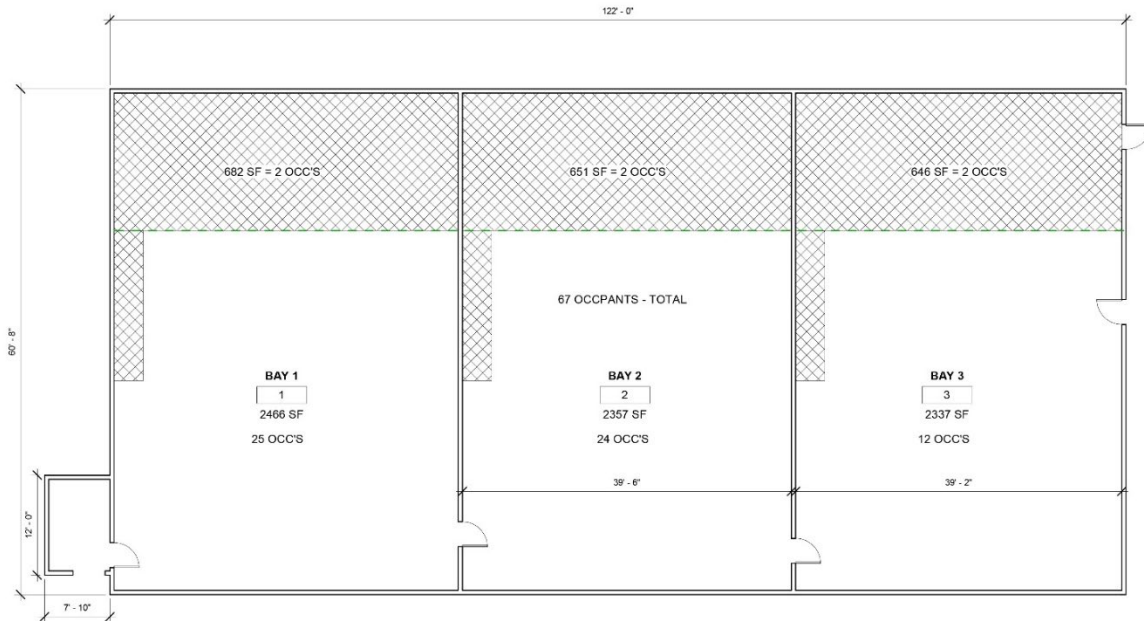 122' - 0"
682 SF = 2 OCC'S
651 SF = 2 OCC'S
646 SF = 2 OCC'S
67 OCCPANTS - TOTAL
60' - 8"
BAY 1
1
2466 SF
25 OCC'S
BAY 2
2
2357 SF
24 OCC'S
BAY 3
3
2337 SF
12 OCC'S
39' - 6"
39' - 2"
12' - 0"
7' - 10"